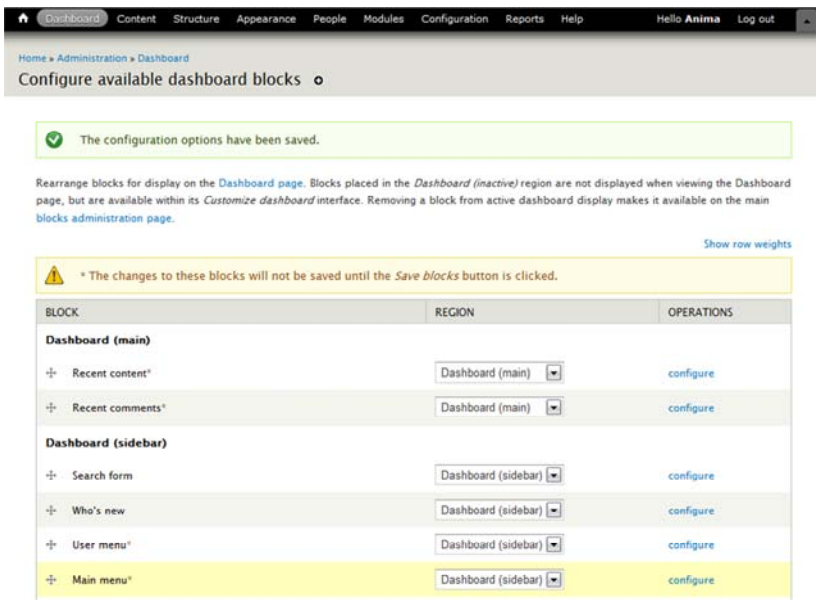 Dashboard Content Structure Appearance People Modules Configuration Reports Help Hello Anima Log out
Home » Administration » Dashboard
Configure available dashboard blocks
The configuration options have been saved.
Rearrange blocks for display on the Dashboard page. Blocks placed in the Dashboard (inactive) region are not displayed when viewing the Dashboard
page, but are available within its Customize dashboard interface. Removing a block from active dashboard display makes it available on the main
blocks administration page.
Show row weights
* The changes to these blocks will not be saved until the Save blocks button is clicked.
BLOCK REGION OPERATIONS
Dashboard (main)
Recent content* Dashboard (main) configure
Recent comments* Dashboard (main) configure
Dashboard (sidebar)
Search form Dashboard (sidebar) configure
Who's new Dashboard (sidebar) configure
User menu* Dashboard (sidebar) configure
Main menu* Dashboard (sidebar) configure